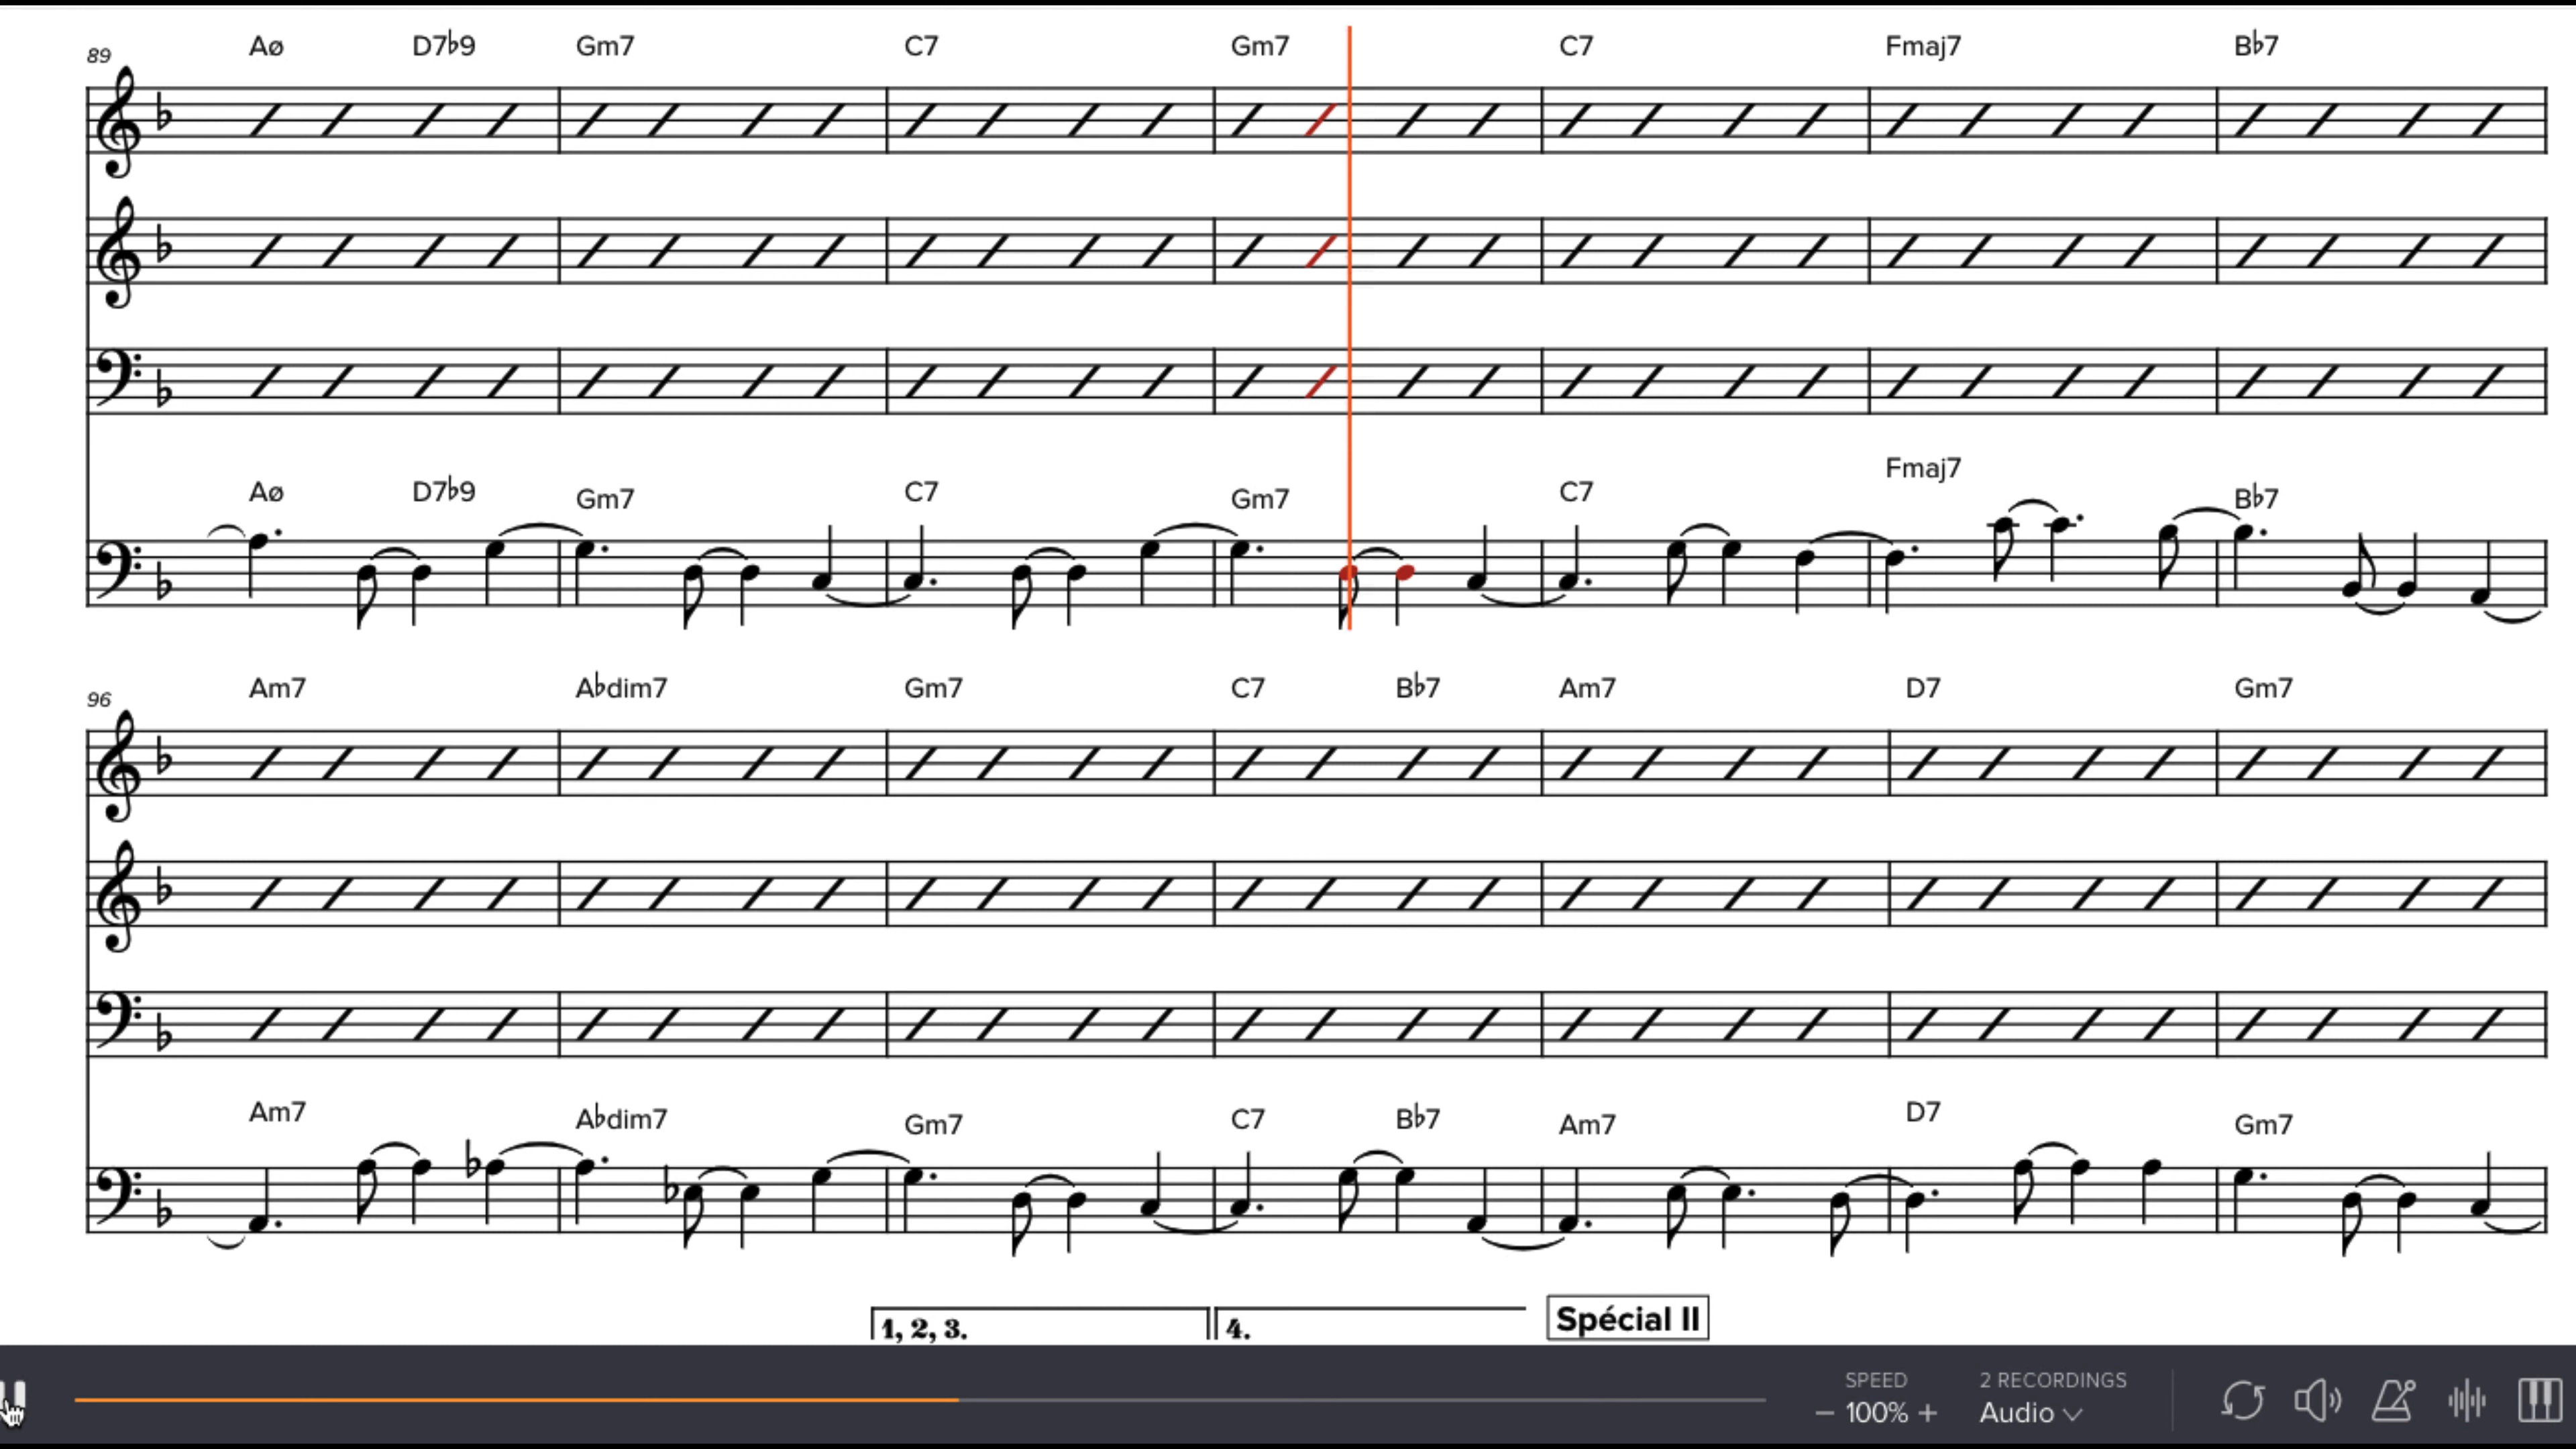 89 Aø D7♭9 Gm7 C7 Gm7 C7 Fmaj7 B♭7
Aø D7♭9 Gm7 C7 Gm7 C7 Fmaj7 B♭7
96 Am7 A♭dim7 Gm7 C7 B♭7 Am7 D7 Gm7
Am7 A♭dim7 Gm7 C7 B♭7 Am7 D7 Gm7
1, 2, 3. 4. Spécial II
SPEED 2 RECORDINGS
− 100% + Audio